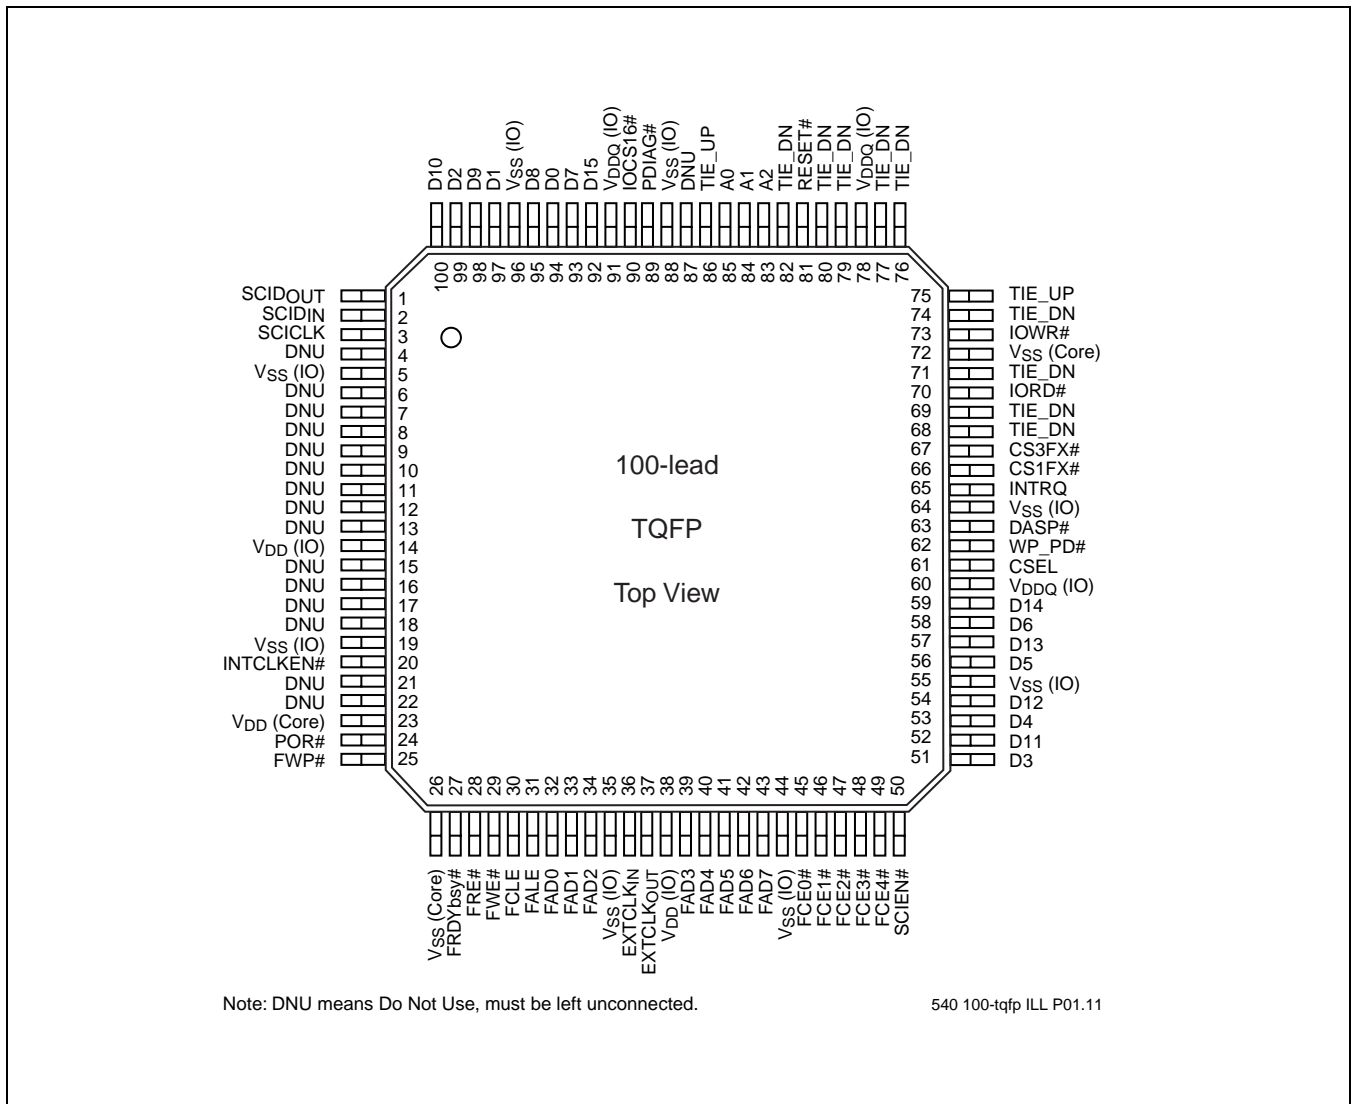 D10
D2
D9
D1
VSS (IO)
D8
D0
D7
D15
VDDQ (IO)
IOCS16#
PDIAG#
VSS (IO)
DNU
TIE_UP
A0
A1
A2
TIE_DN
RESET#
TIE_DN
TIE_DN
VDDQ (IO)
TIE_DN
TIE_DN
100
99
98
97
96
95
94
93
92
91
90
89
88
87
86
85
84
83
82
81
80
79
78
77
76
SCIDOUT 1
SCIDIN 2
SCICLK 3
DNU 4
VSS (IO) 5
DNU 6
DNU 7
DNU 8
DNU 9
DNU 10
DNU 11
DNU 12
DNU 13
VDD (IO) 14
DNU 15
DNU 16
DNU 17
DNU 18
VSS (IO) 19
INTCLKEN# 20
DNU 21
DNU 22
VDD (Core) 23
POR# 24
FWP# 25
100-lead
TQFP
Top View
75 TIE_UP
74 TIE_DN
73 IOWR#
72 VSS (Core)
71 TIE_DN
70 IORD#
69 TIE_DN
68 TIE_DN
67 CS3FX#
66 CS1FX#
65 INTRQ
64 VSS (IO)
63 DASP#
62 WP_PD#
61 CSEL
60 VDDQ (IO)
59 D14
58 D6
57 D13
56 D5
55 VSS (IO)
54 D12
53 D4
52 D11
51 D3
26
27
28
29
30
31
32
33
34
35
36
37
38
39
40
41
42
43
44
45
46
47
48
49
50
VSS (Core)
FRDYbsy#
FRE#
FWE#
FCLE
FALE
FAD0
FAD1
FAD2
VSS (IO)
EXTCLKIN
EXTCLKOUT
VDD (IO)
FAD3
FAD4
FAD5
FAD6
FAD7
VSS (IO)
FCE0#
FCE1#
FCE2#
FCE3#
FCE4#
SCIEN#
Note: DNU means Do Not Use, must be left unconnected.
540 100-tqfp ILL P01.11